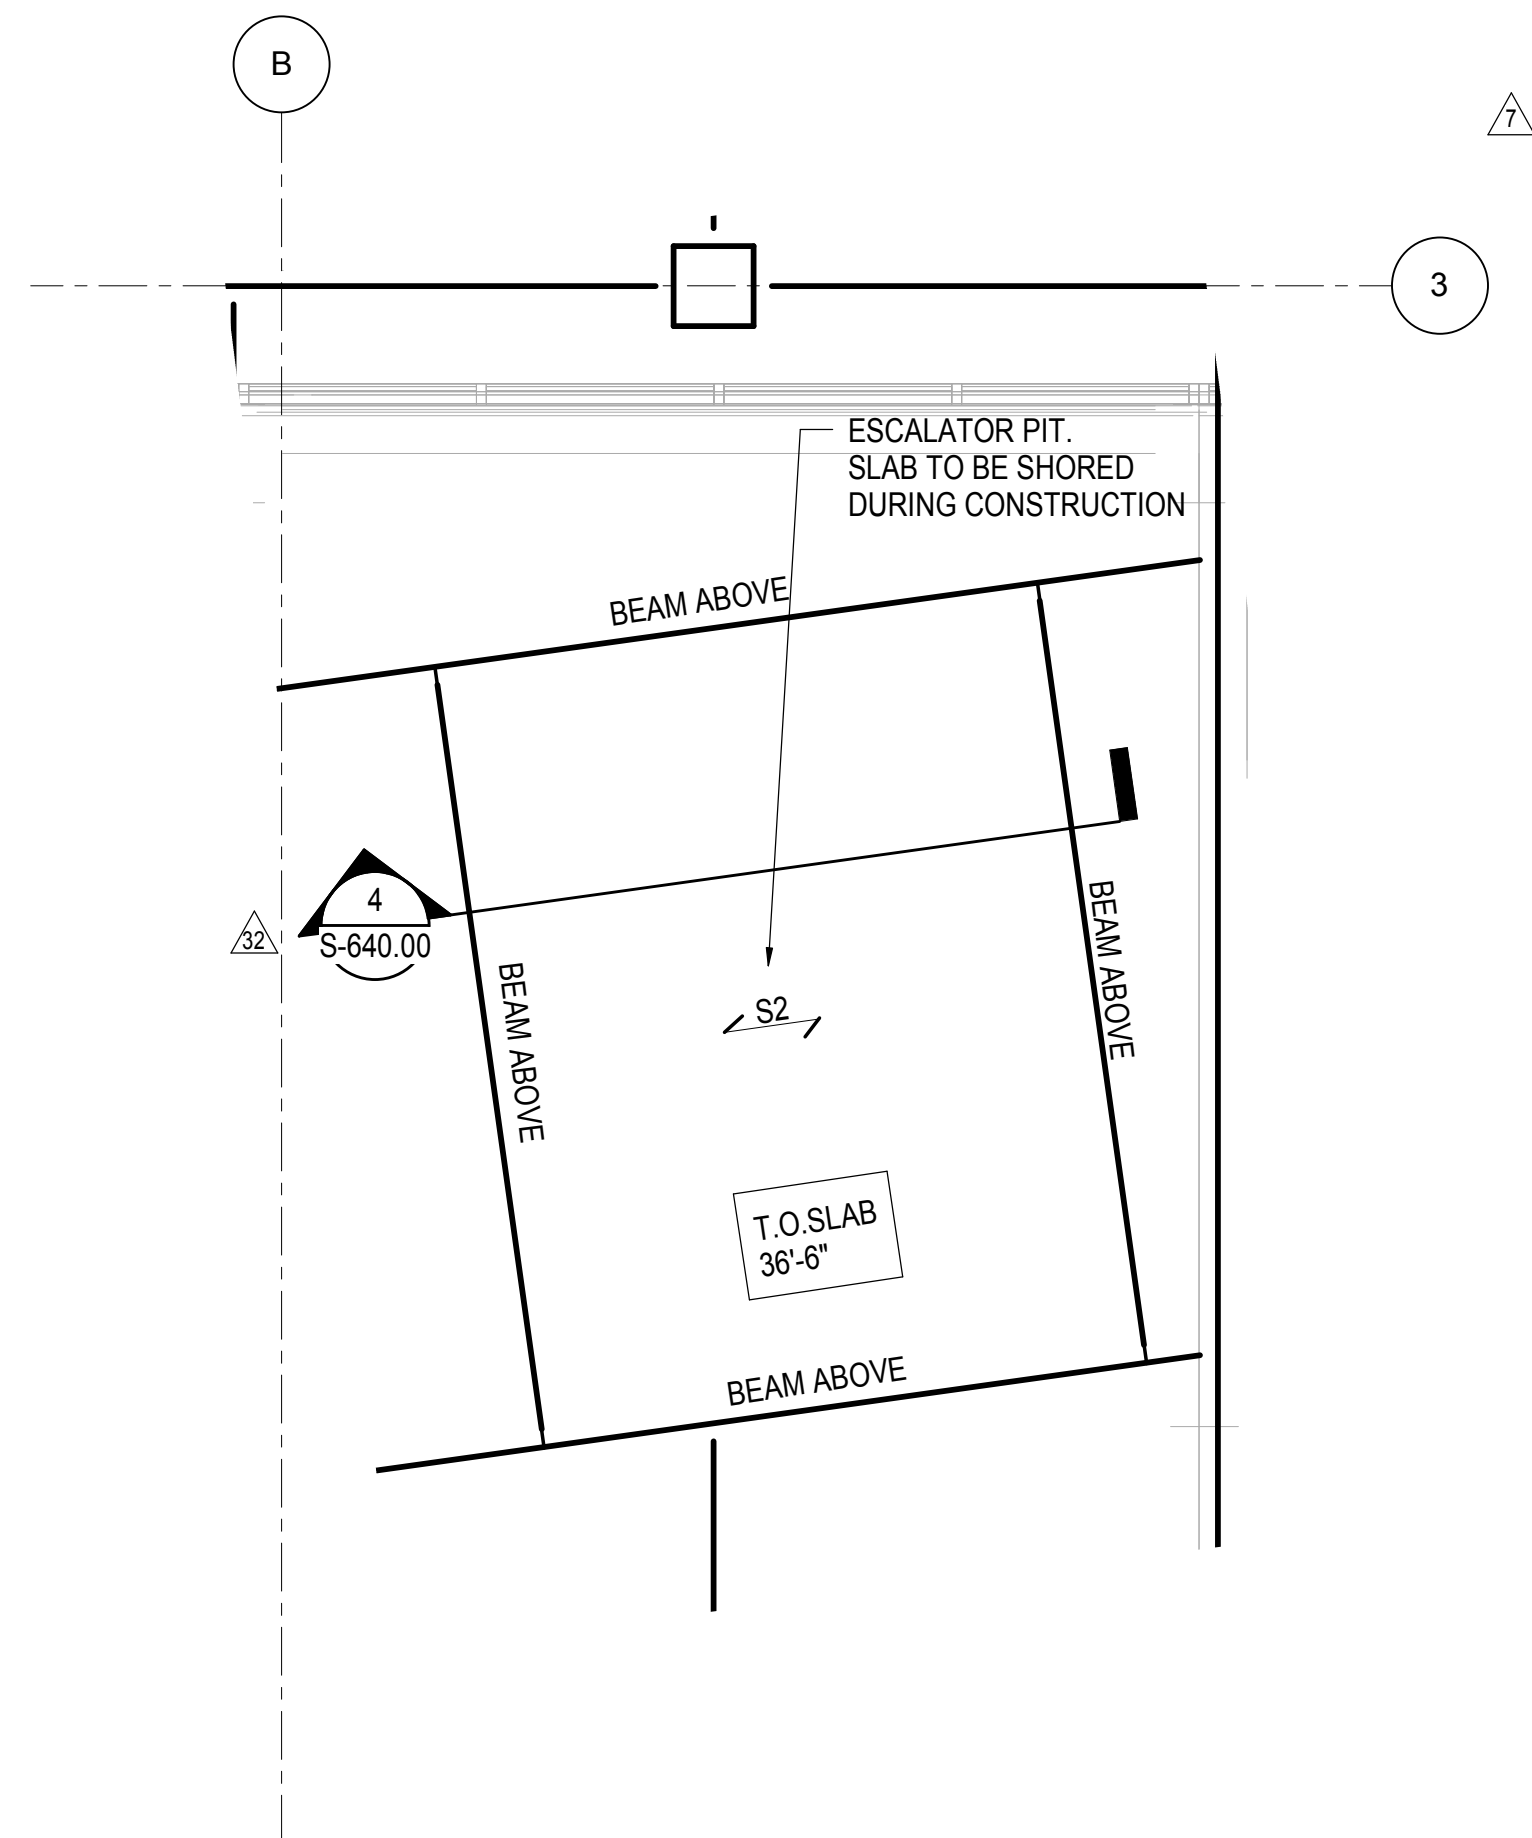 B
7
3
ESCALATOR PIT.
SLAB TO BE SHORED
DURING CONSTRUCTION
BEAM ABOVE
4
S-640.00
32
BEAM ABOVE
BEAM ABOVE
S2
T.O.SLAB
36'-6"
BEAM ABOVE